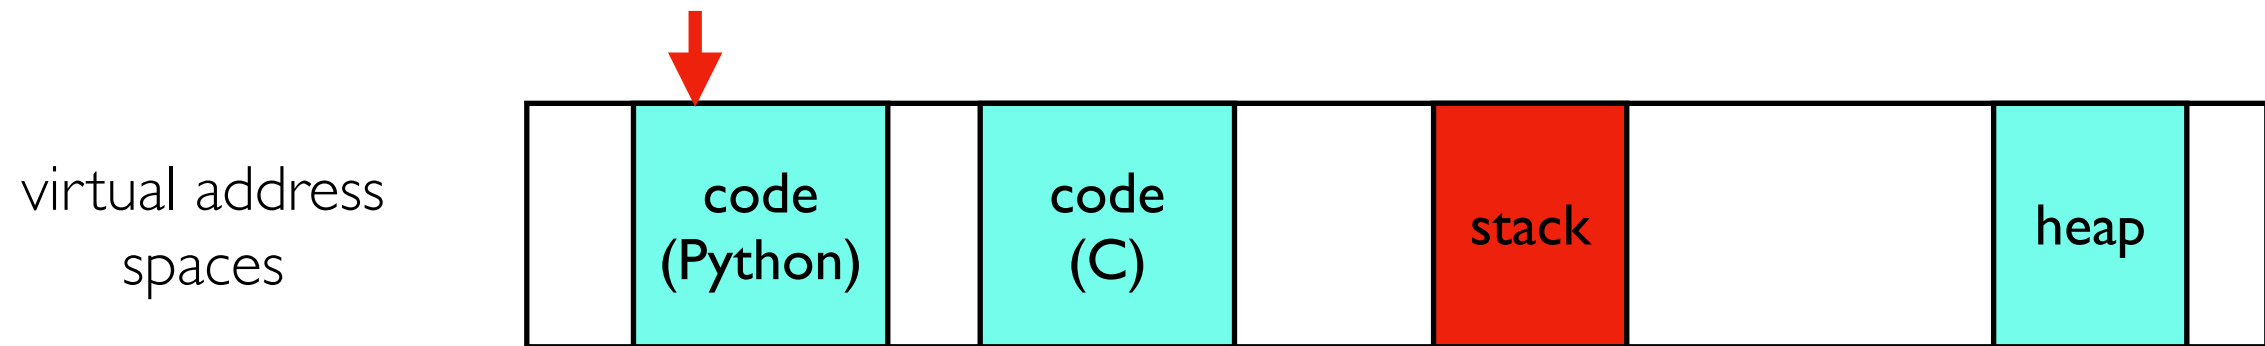 virtual address
spaces
code
(Python)
code
(C)
stack
heap